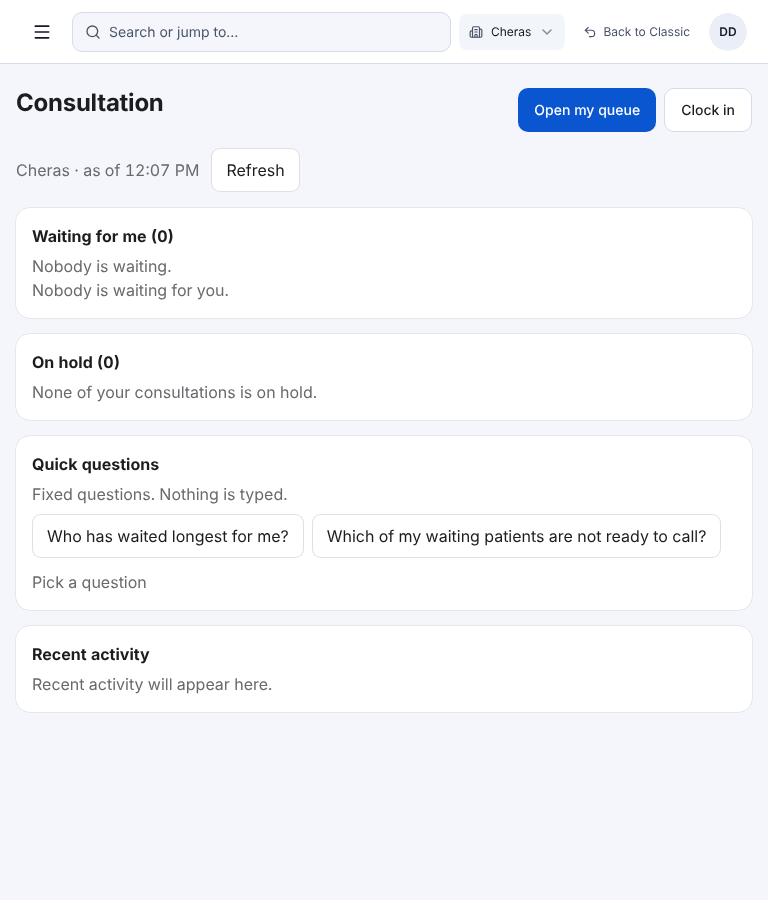 Search or jump to...
Cheras
Back to Classic
DD
Consultation
Open my queue
Clock in
Cheras · as of 12:07 PM
Refresh
Waiting for me (0)
Nobody is waiting.
Nobody is waiting for you.
On hold (0)
None of your consultations is on hold.
Quick questions
Fixed questions. Nothing is typed.
Who has waited longest for me?
Which of my waiting patients are not ready to call?
Pick a question
Recent activity
Recent activity will appear here.